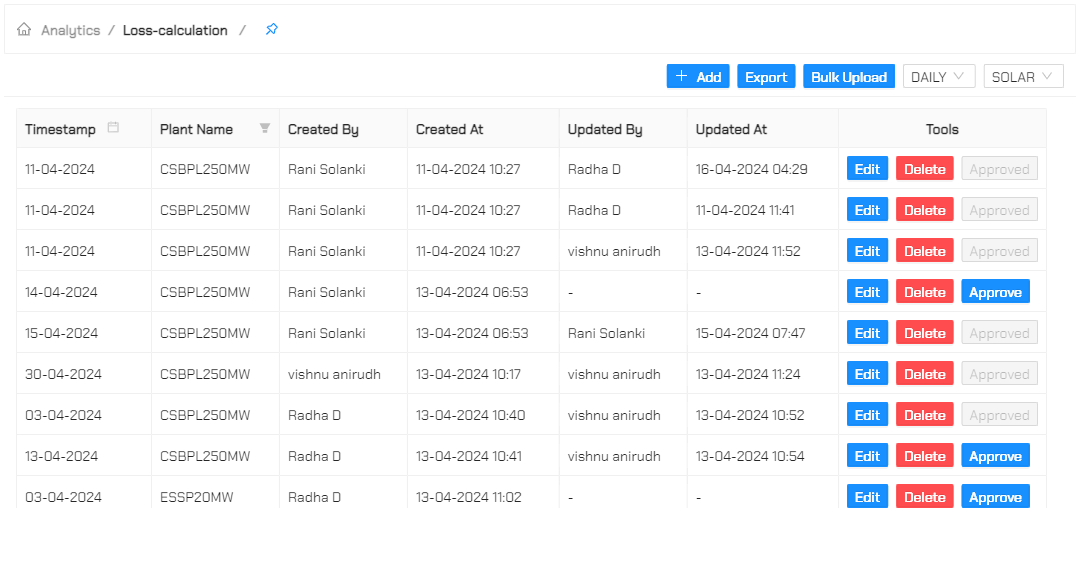 Analytics / Loss-calculation /
+ Add Export Bulk Upload DAILY SOLAR
Timestamp Plant Name Created By Created At Updated By Updated At Tools
11-04-2024 CSBPL250MW Rani Solanki 11-04-2024 10:27 Radha D 16-04-2024 04:29 Edit Delete Approved
11-04-2024 CSBPL250MW Rani Solanki 11-04-2024 10:27 Radha D 11-04-2024 11:41 Edit Delete Approved
11-04-2024 CSBPL250MW Rani Solanki 11-04-2024 10:27 vishnu anirudh 13-04-2024 11:52 Edit Delete Approved
14-04-2024 CSBPL250MW Rani Solanki 13-04-2024 06:53 - - Edit Delete Approve
15-04-2024 CSBPL250MW Rani Solanki 13-04-2024 06:53 Rani Solanki 15-04-2024 07:47 Edit Delete Approved
30-04-2024 CSBPL250MW vishnu anirudh 13-04-2024 10:17 vishnu anirudh 13-04-2024 11:24 Edit Delete Approved
03-04-2024 CSBPL250MW Radha D 13-04-2024 10:40 vishnu anirudh 13-04-2024 10:52 Edit Delete Approved
13-04-2024 CSBPL250MW Radha D 13-04-2024 10:41 vishnu anirudh 13-04-2024 10:54 Edit Delete Approve
03-04-2024 ESSP20MW Radha D 13-04-2024 11:02 - - Edit Delete Approve